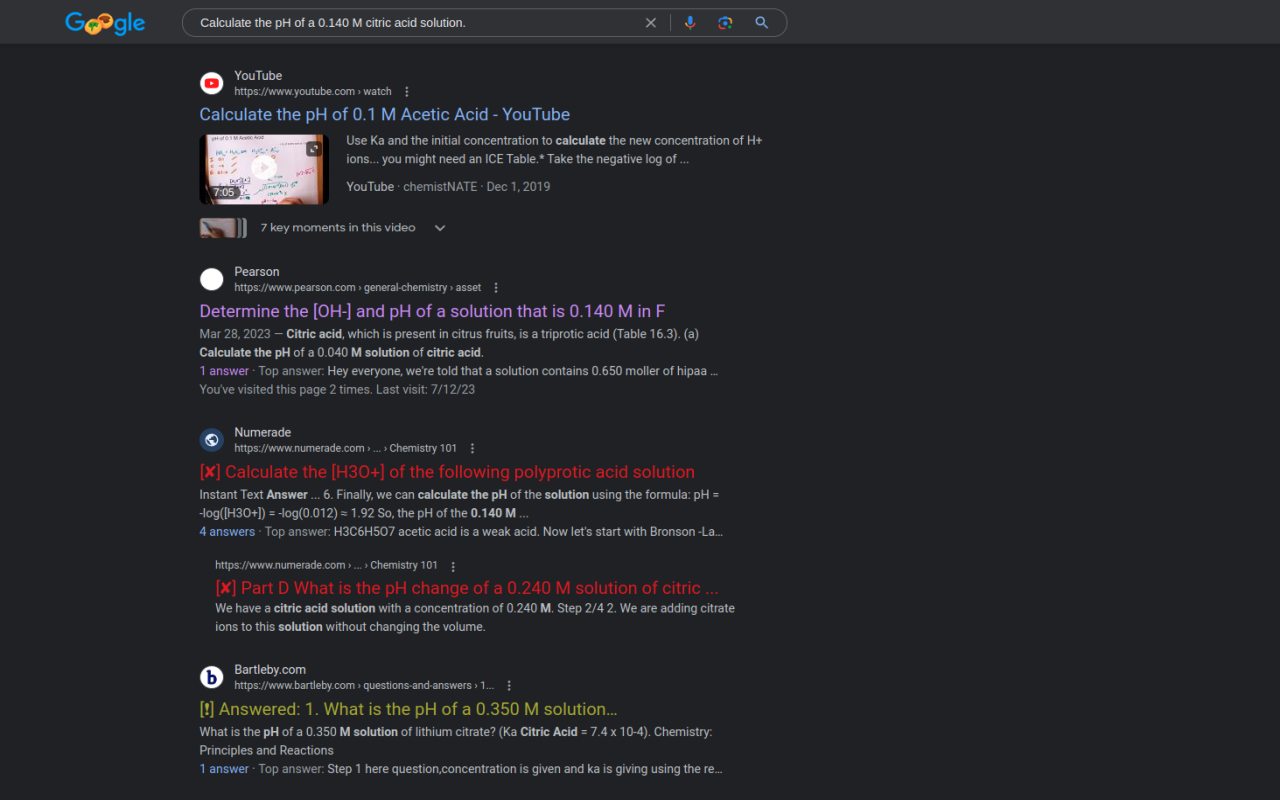 Google
Calculate the pH of a 0.140 M citric acid solution.
YouTube
https://www.youtube.com › watch
Calculate the pH of 0.1 M Acetic Acid - YouTube
pH of 0.1 M Acetic Acid
7:05
Use Ka and the initial concentration to calculate the new concentration of H+
ions... you might need an ICE Table.* Take the negative log of ...
YouTube · chemistNATE · Dec 1, 2019
7 key moments in this video
Pearson
https://www.pearson.com › general-chemistry › asset
Determine the [OH-] and pH of a solution that is 0.140 M in F
Mar 28, 2023 — Citric acid, which is present in citrus fruits, is a triprotic acid (Table 16.3). (a)
Calculate the pH of a 0.040 M solution of citric acid.
1 answer · Top answer: Hey everyone, we're told that a solution contains 0.650 moller of hipaa ...
You've visited this page 2 times. Last visit: 7/12/23
Numerade
https://www.numerade.com › ... › Chemistry 101
[✘] Calculate the [H3O+] of the following polyprotic acid solution
Instant Text Answer ... 6. Finally, we can calculate the pH of the solution using the formula: pH =
-log([H3O+]) = -log(0.012) ≈ 1.92 So, the pH of the 0.140 M ...
4 answers · Top answer: H3C6H5O7 acetic acid is a weak acid. Now let's start with Bronson -La...
https://www.numerade.com › ... › Chemistry 101
[✘] Part D What is the pH change of a 0.240 M solution of citric ...
We have a citric acid solution with a concentration of 0.240 M. Step 2/4 2. We are adding citrate
ions to this solution without changing the volume.
b
Bartleby.com
https://www.bartleby.com › questions-and-answers › 1...
[❗] Answered: 1. What is the pH of a 0.350 M solution...
What is the pH of a 0.350 M solution of lithium citrate? (Ka Citric Acid = 7.4 x 10-4). Chemistry:
Principles and Reactions
1 answer · Top answer: Step 1 here question,concentration is given and ka is giving using the re...